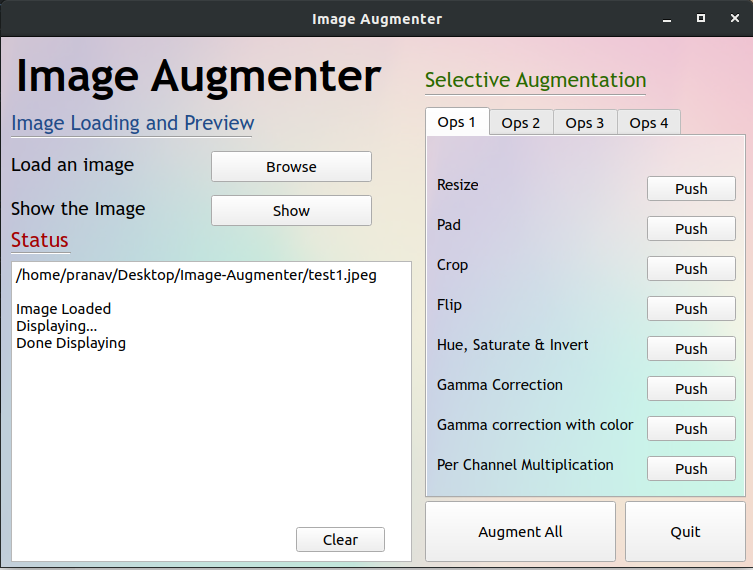 Image Augmenter
Image Augmenter
Image Loading and Preview
Load an image
Browse
Show the Image
Show
Status
/home/pranav/Desktop/Image-Augmenter/test1.jpeg
Image Loaded
Displaying...
Done Displaying
Clear
Selective Augmentation
Ops 1 Ops 2 Ops 3 Ops 4
Resize Push
Pad Push
Crop Push
Flip Push
Hue, Saturate & Invert Push
Gamma Correction Push
Gamma correction with color Push
Per Channel Multiplication Push
Augment All
Quit